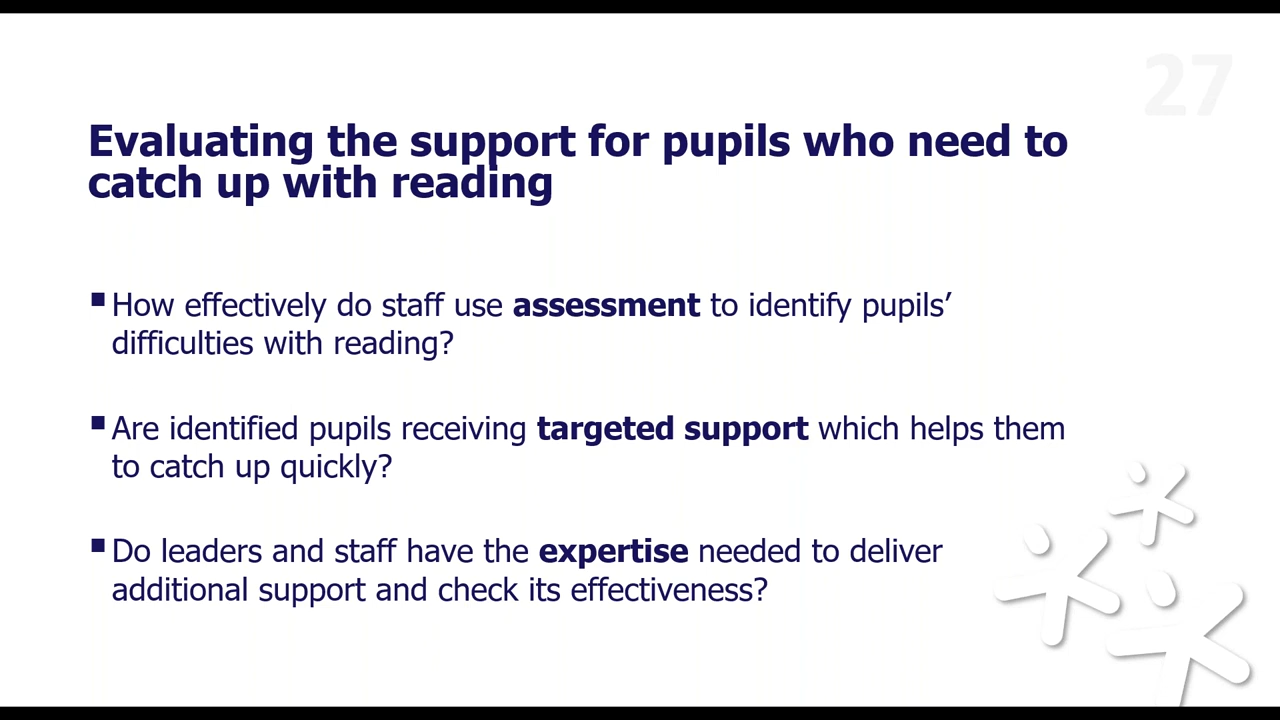 27
Evaluating the support for pupils who need to
catch up with reading
▪ How effectively do staff use assessment to identify pupils’
difficulties with reading?
▪ Are identified pupils receiving targeted support which helps them
to catch up quickly?
▪ Do leaders and staff have the expertise needed to deliver
additional support and check its effectiveness?